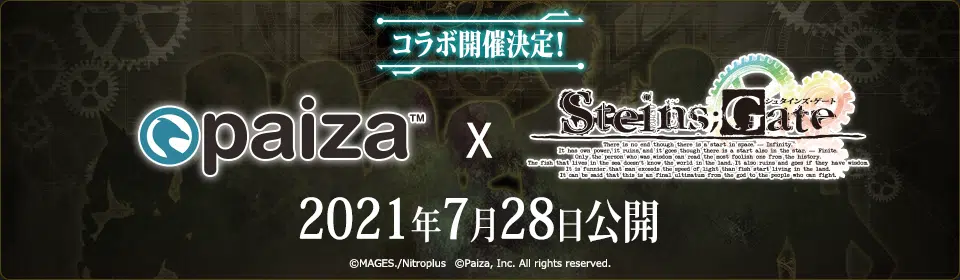 コラボ開催決定!
paiza™ X Steins;Gate
シュタインズ・ゲート
There is no end though there is a start in space. — Infinity.
It has own power, it ruins, and it goes though there is a start also in the star. — Finite.
Only the person who was wisdom can read the most foolish one from the history.
The fish that lives in the sea doesn't know the world in the land. It also ruins and goes if they have wisdom.
It is funnier that man exceeds the speed of light than fish start living in the land.
It can be said that this is an final ultimatum from the god to the people who can fight.
2021年7月28日公開
©MAGES./Nitroplus ©Paiza, Inc. All rights reserved.